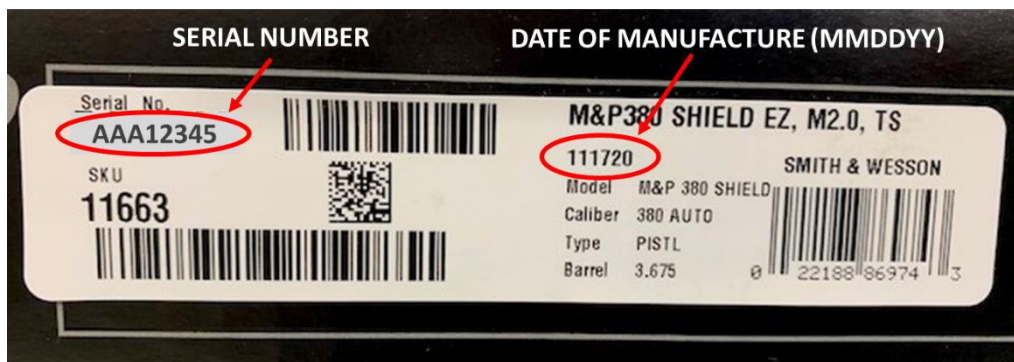 SERIAL NUMBER
DATE OF MANUFACTURE (MMDDYY)
Serial No.
AAA12345
SKU
11663
M&P380 SHIELD EZ, M2.0, TS
111720
SMITH & WESSON
Model M&P 380 SHIELD
Caliber 380 AUTO
Type PISTL
Barrel 3.675
0 22188 86974 3